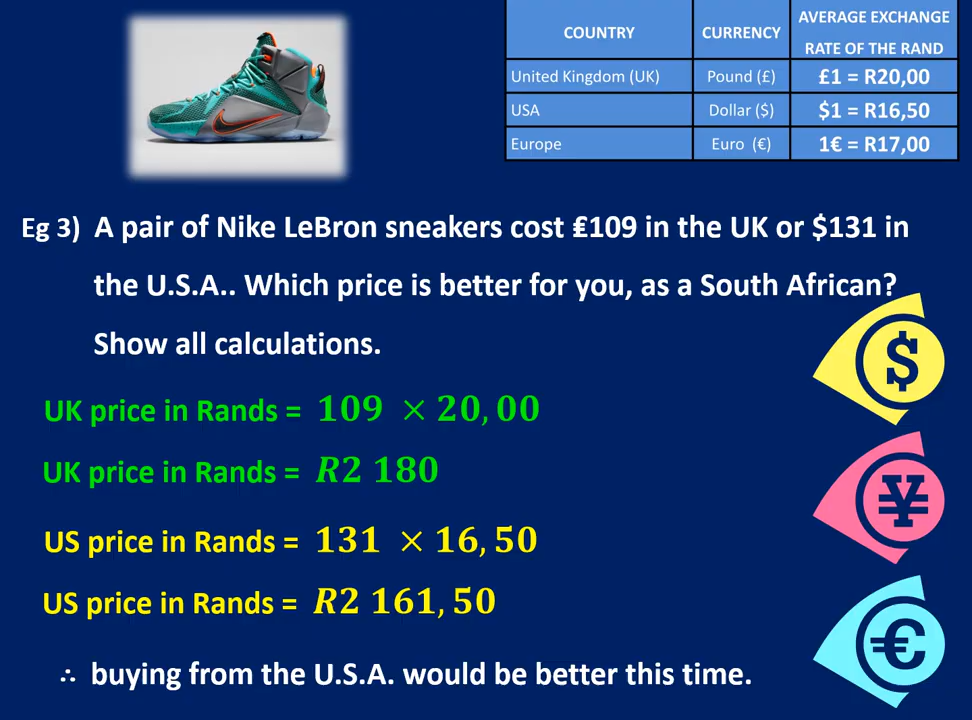 COUNTRY CURRENCY AVERAGE EXCHANGE RATE OF THE RAND
United Kingdom (UK) Pound (£) £1 = R20,00
USA Dollar ($) $1 = R16,50
Europe Euro (€) 1€ = R17,00
Eg 3) A pair of Nike LeBron sneakers cost ₤109 in the UK or $131 in
the U.S.A.. Which price is better for you, as a South African?
Show all calculations.
$
UK price in Rands = 109 × 20,00
UK price in Rands = R2 180
¥
US price in Rands = 131 × 16,50
US price in Rands = R2 161,50
€
∴ buying from the U.S.A. would be better this time.